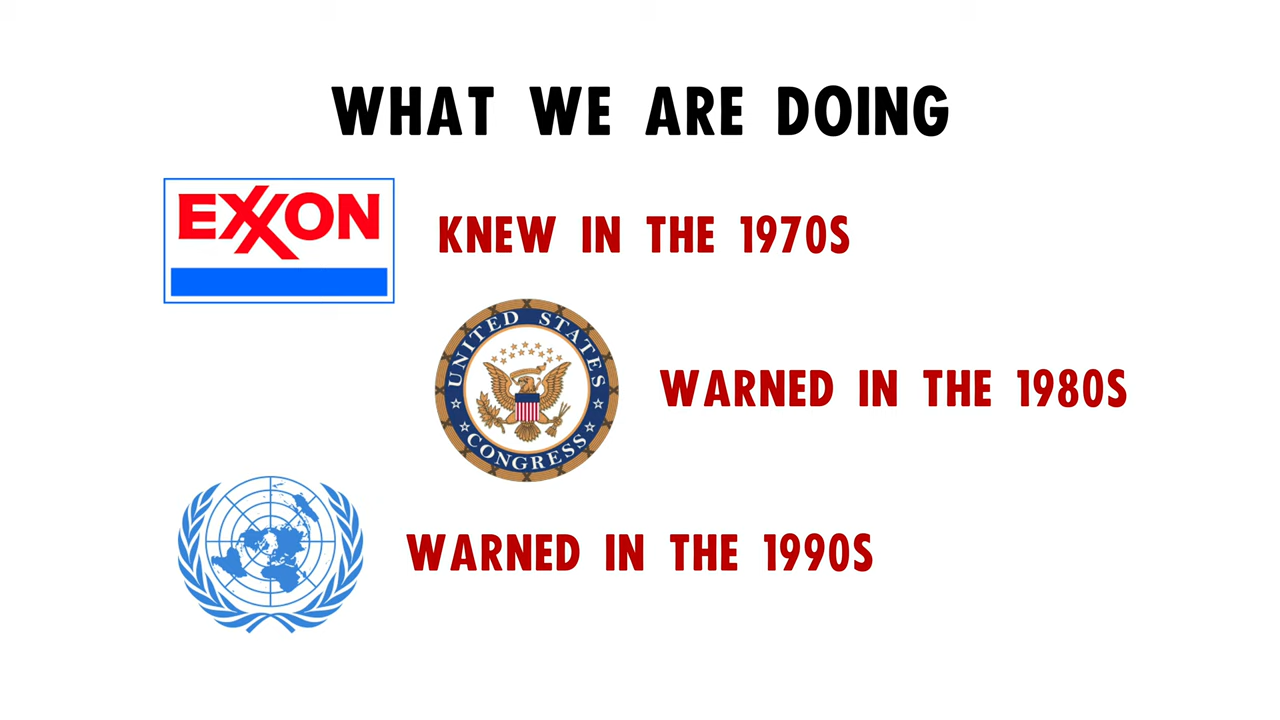 WHAT WE ARE DOING
EXXON
KNEW IN THE 1970S
UNITED STATES
CONGRESS
WARNED IN THE 1980S
WARNED IN THE 1990S